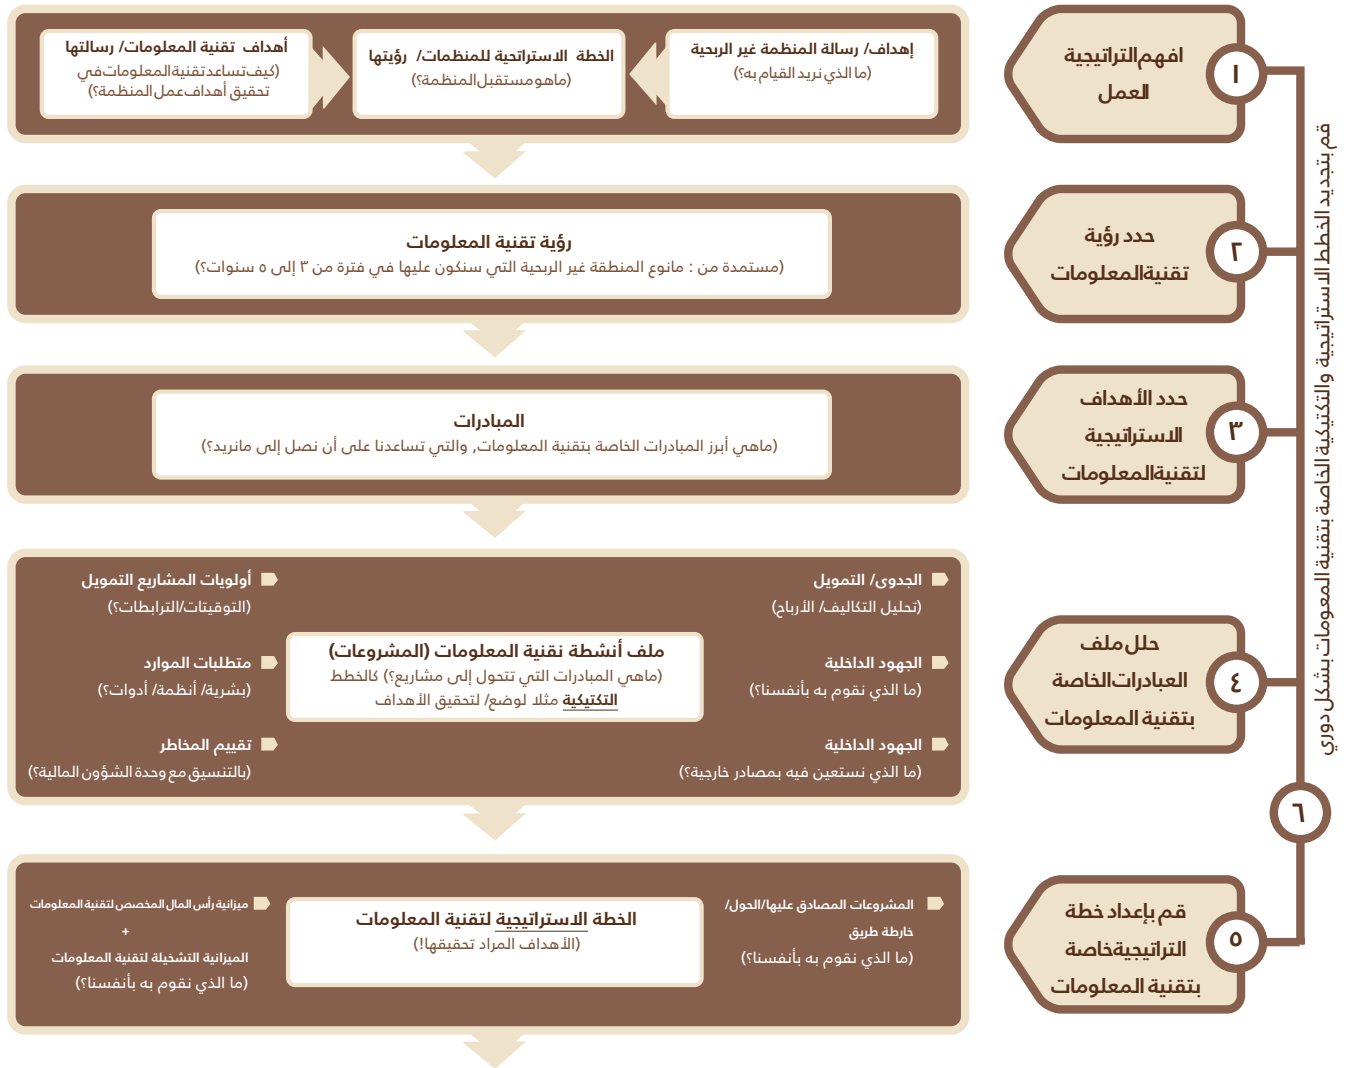 ١
افهم التراتيجية
العمل
إهداف/ رسالة المنظمة غير الربحية
(ما الذي نريد القيام به؟)
الخطة الاستراتحية للمنظمات/ رؤيتها
(ماهو مستقبل المنظمة؟)
أهداف تقنية المعلومات/ رسالتها
(كيف تساعد تقنية المعلومات في
تحقيق أهداف عمل المنظمة؟)
٢
حدد رؤية
تقنية المعلومات
رؤية تقنية المعلومات
(مستمدة من : مانوع المنطقة غير الربحية التي سنكون عليها في فترة من ٣ إلى ٥ سنوات؟)
٣
حدد الأهداف
الاستراتيجية
لتقنية المعلومات
المبادرات
(ماهي أبرز المبادرات الخاصة بتقنية المعلومات, والتي تساعدنا على أن نصل إلى مانريد؟)
٤
حلل ملف
العبادرات الخاصة
بتقنية المعلومات
الجدوى/ التمويل
(تحليل التكاليف/ الأرباح)
الجهود الداخلية
(ما الذي نقوم به بأنفسنا؟)
الجهود الداخلية
(ما الذي نستعين فيه بمصادر خارجية؟)
ملف أنشطة نقنية المعلومات (المشروعات)
(ماهي المبادرات التي تتحول إلى مشاريع؟) كالخطط
التكتيكية مثلا لوضع/ لتحقيق الأهداف
أولويات المشاريع التمويل
(التوقيتات/الترابطات؟)
متطلبات الموارد
(بشرية/ أنظمة/ أدوات؟)
تقييم المخاطر
(بالتنسيق مع وحدة الشؤون المالية؟)
٥
قم بإعداد خطة
التراتيجية خاصة
بتقنية المعلومات
المشروعات المصادق عليها/الحول/
خارطة طريق
(ما الذي نقوم به بأنفسنا؟)
الخطة الاستراتيجية لتقنية المعلومات
(الأهداف المراد تحقيقها!)
ميزانية رأس المال المخصص لتقنية المعلومات
+
الميزانية التشخيلة لتقنية المعلومات
(ما الذي نقوم به بأنفسنا؟)
٦
قم بتجديد الخطط الاستراتيجية والتكتيكية الخاصة بتقنية المعومات بشكل دوري